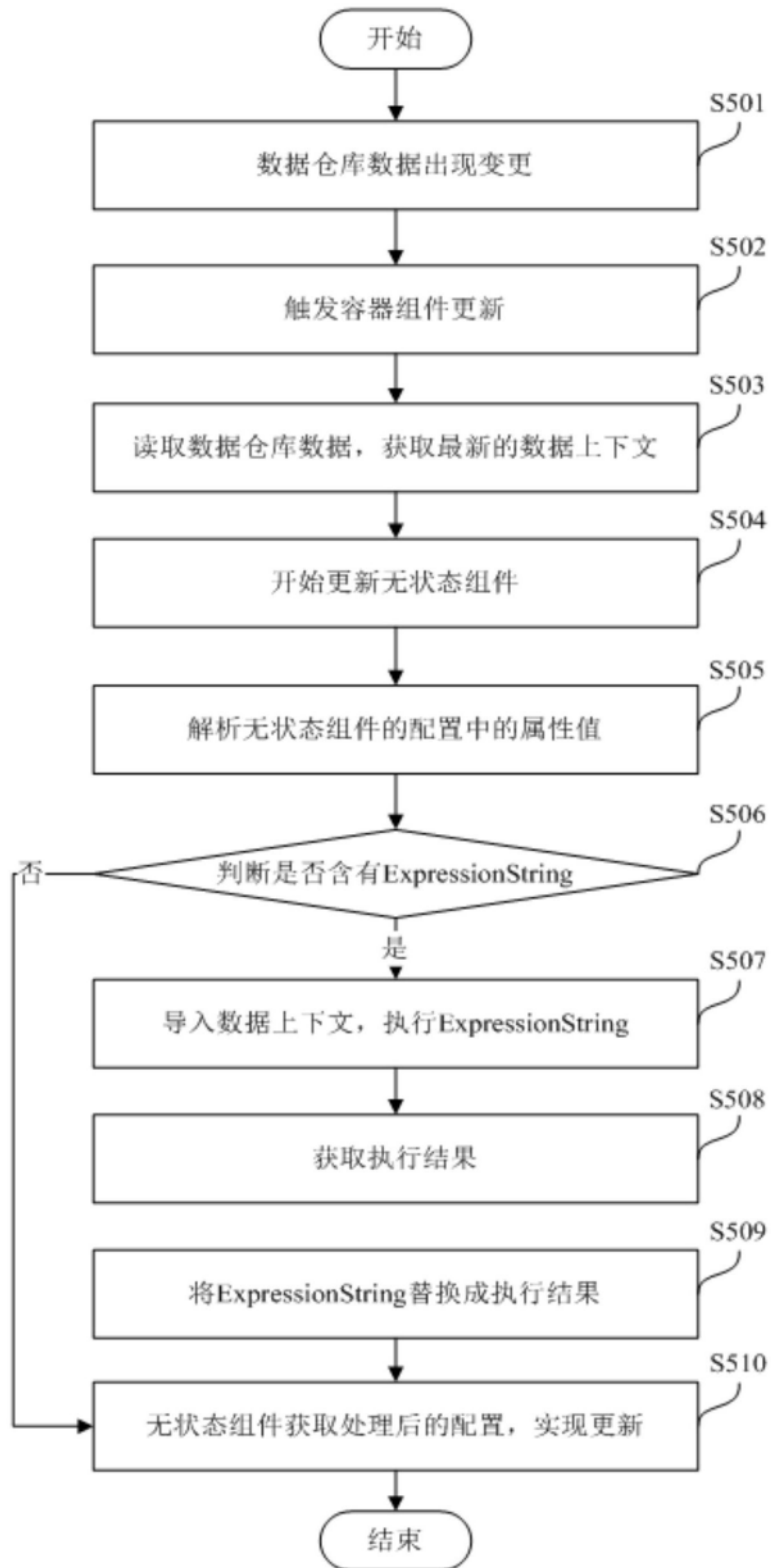 开始
S501
数据仓库数据出现变更
S502
触发容器组件更新
S503
读取数据仓库数据，获取最新的数据上下文
S504
开始更新无状态组件
S505
解析无状态组件的配置中的属性值
S506
判断是否含有ExpressionString
否
是
S507
导入数据上下文，执行ExpressionString
S508
获取执行结果
S509
将ExpressionString替换成执行结果
S510
无状态组件获取处理后的配置，实现更新
结束